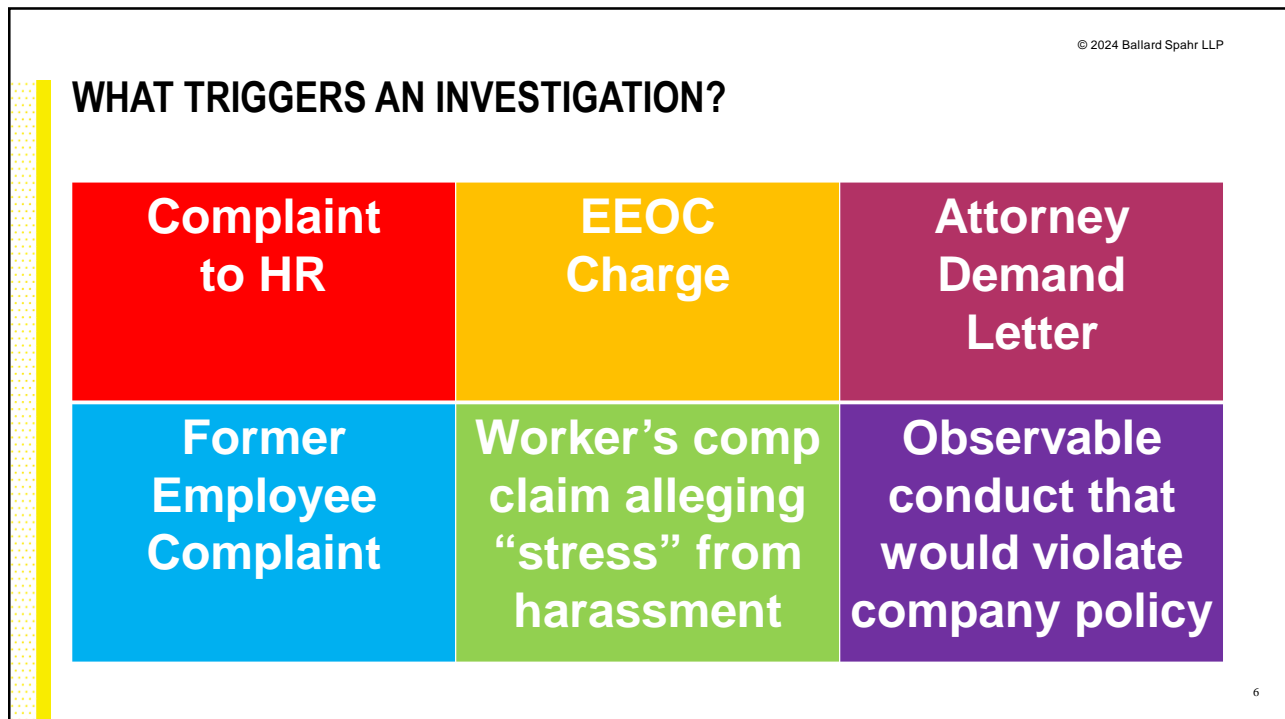 © 2024 Ballard Spahr LLP
WHAT TRIGGERS AN INVESTIGATION?
Complaint
to HR
EEOC
Charge
Attorney
Demand
Letter
Former
Employee
Complaint
Worker’s comp
claim alleging
“stress” from
harassment
Observable
conduct that
would violate
company policy
6